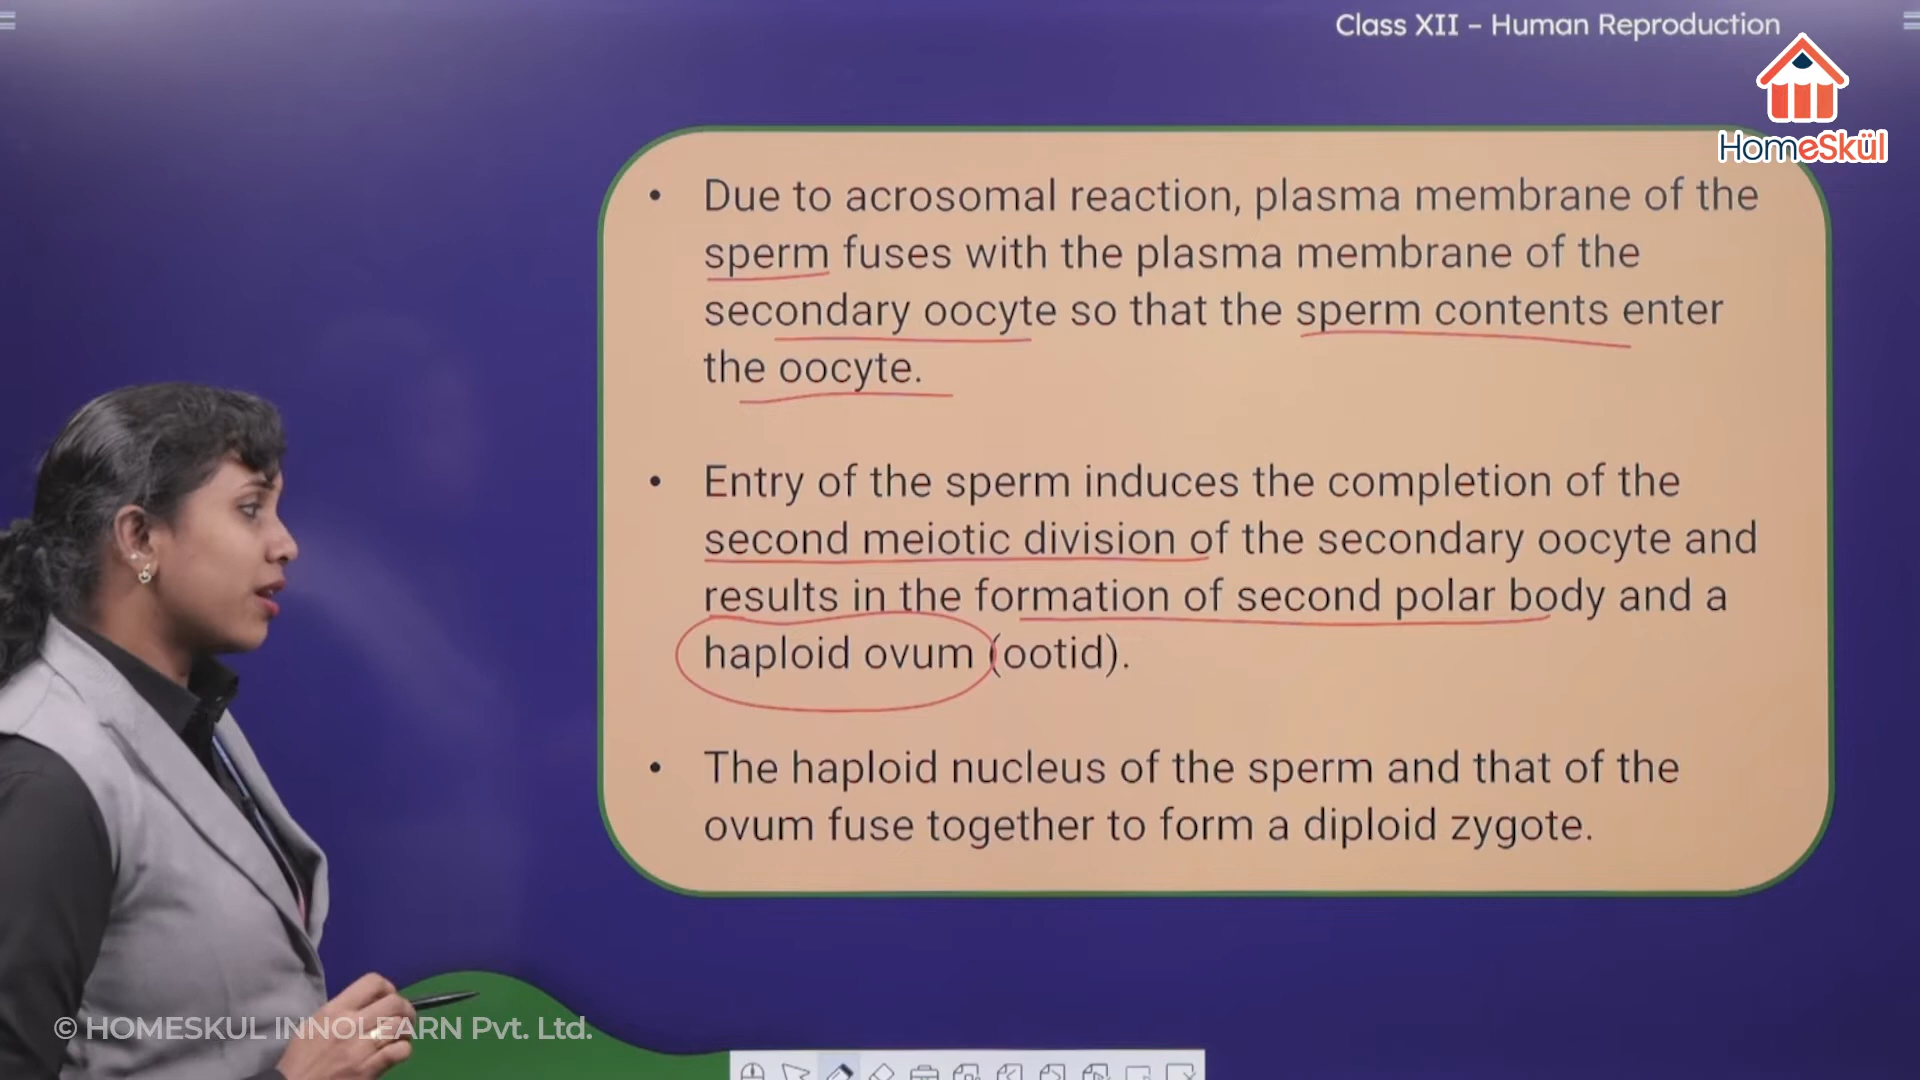 Class XII – Human Reproduction
HomeSkül
• Due to acrosomal reaction, plasma membrane of the
sperm fuses with the plasma membrane of the
secondary oocyte so that the sperm contents enter
the oocyte.
• Entry of the sperm induces the completion of the
second meiotic division of the secondary oocyte and
results in the formation of second polar body and a
haploid ovum (ootid).
• The haploid nucleus of the sperm and that of the
ovum fuse together to form a diploid zygote.
© HOMESKUL INNOLEARN Pvt. Ltd.